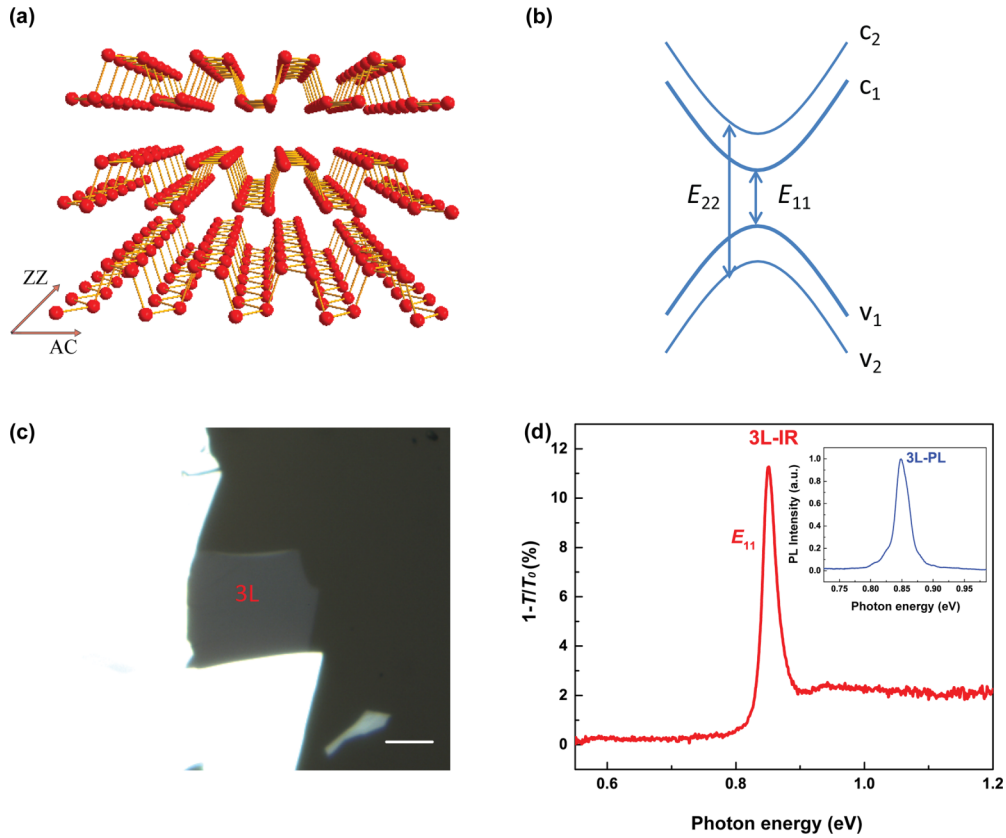 (a)
ZZ
AC
(b)
c2
c1
E22
E11
v1
v2
(c)
3L
(d)
3L-IR
E11
1-T/T0 (%)
12
10
8
6
4
2
0
0.6
0.8
1.0
1.2
Photon energy (eV)
3L-PL
PL Intensity (a.u.)
1.0
0.8
0.6
0.4
0.2
0.0
0.75
0.80
0.85
0.90
0.95
Photon energy (eV)